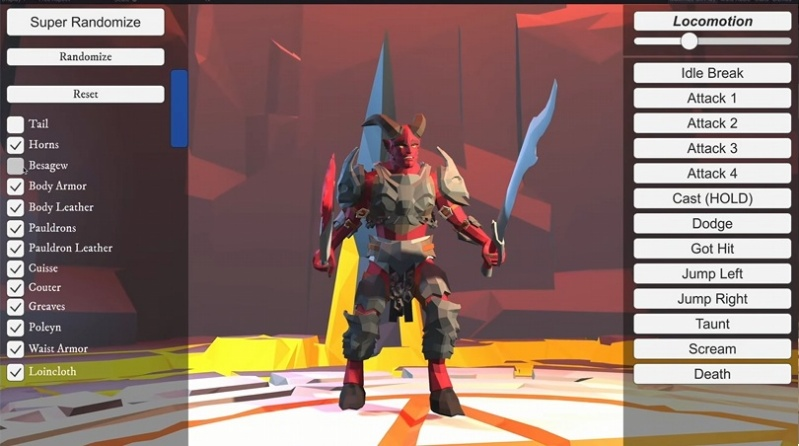 Super Randomize
Randomize
Reset
Tail
Horns
Besagew
Body Armor
Body Leather
Pauldrons
Pauldron Leather
Cuisse
Couter
Greaves
Poleyn
Waist Armor
Loincloth
Locomotion
Idle Break
Attack 1
Attack 2
Attack 3
Attack 4
Cast (HOLD)
Dodge
Got Hit
Jump Left
Jump Right
Taunt
Scream
Death